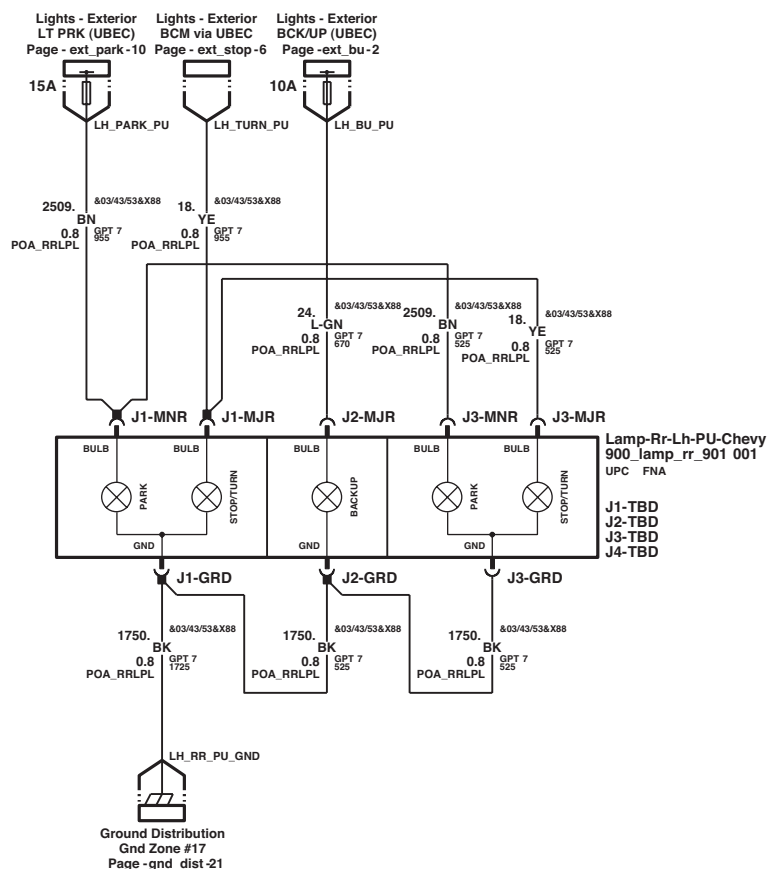 Lights - Exterior
LT PRK (UBEC)
Page - ext_park-10
Lights - Exterior
BCM via UBEC
Page - ext_stop-6
Lights - Exterior
BCK/UP (UBEC)
Page -ext_bu-2
15A
10A
LH_PARK_PU
LH_TURN_PU
LH_BU_PU
2509.
&03/43/53&X88
BN
0.8
GPT 7
955
POA_RRLPL
18.
&03/43/53&X88
YE
0.8
GPT 7
955
POA_RRLPL
24.
&03/43/53&X88
L-GN
0.8
GPT 7
670
POA_RRLPL
2509.
&03/43/53&X88
BN
0.8
GPT 7
525
POA_RRLPL
18.
&03/43/53&X88
YE
0.8
GPT 7
525
POA_RRLPL
J1-MNR
J1-MJR
J2-MJR
J3-MNR
J3-MJR
BULB
BULB
BULB
BULB
BULB
PARK
STOP/TURN
BACKUP
PARK
STOP/TURN
GND
GND
GND
Lamp-Rr-Lh-PU-Chevy
900_lamp_rr_901 001
UPC FNA
J1-TBD
J2-TBD
J3-TBD
J4-TBD
J1-GRD
J2-GRD
J3-GRD
1750.
&03/43/53&X88
BK
0.8
GPT 7
1725
POA_RRLPL
1750.
&03/43/53&X88
BK
0.8
GPT 7
525
POA_RRLPL
1750.
&03/43/53&X88
BK
0.8
GPT 7
525
POA_RRLPL
LH_RR_PU_GND
Ground Distribution
Gnd Zone #17
Page -gnd_dist-21